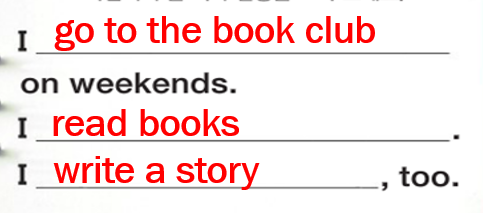 I go to the book club
on weekends.
I read books.
I write a story, too.